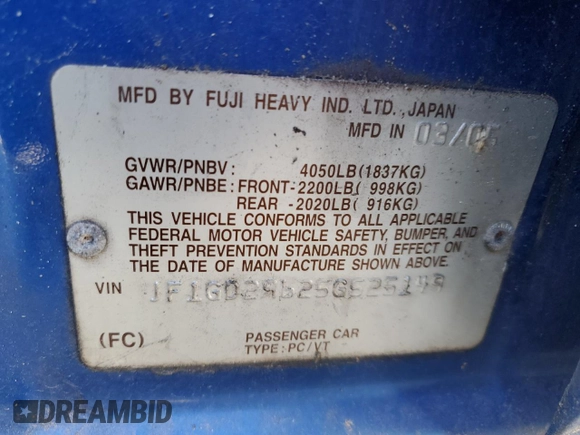 MFD BY FUJI HEAVY IND. LTD., JAPAN
MFD IN
GVWR/PNBV: 4050LB(1837KG)
GAWR/PNBE: FRONT-2200LB( 998KG)
REAR -2020LB( 916KG)
THIS VEHICLE CONFORMS TO ALL APPLICABLE
FEDERAL MOTOR VEHICLE SAFETY, BUMPER, AND
THEFT PREVENTION STANDARDS IN EFFECT ON
THE DATE OF MANUFACTURE SHOWN ABOVE.
VIN
(FC) PASSENGER CAR
TYPE: PC/VT
DREAMBID